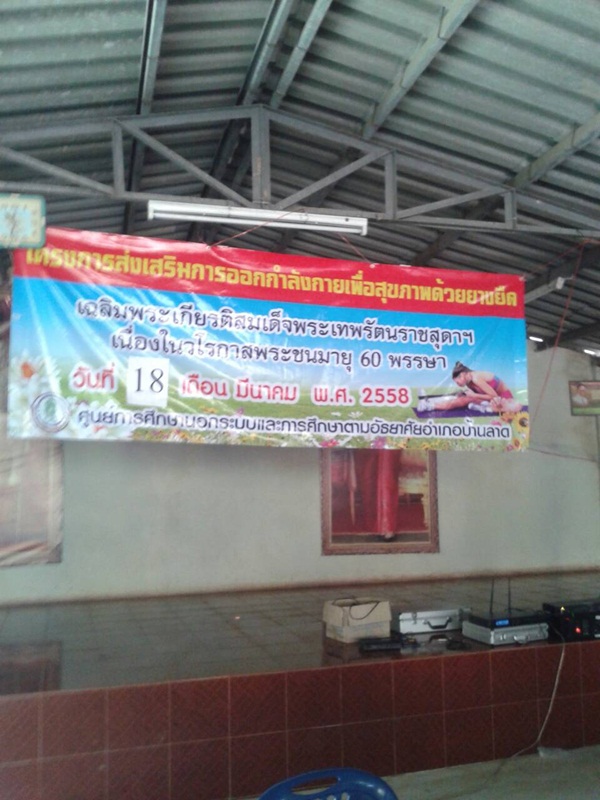 โครงการส่งเสริมการออกกำลังกายเพื่อสุขภาพด้วยยางยืด
เฉลิมพระเกียรติสมเด็จพระเทพรัตนราชสุดาฯ
เนื่องในวโรกาสพระชนมายุ 60 พรรษา
วันที่ 18 เดือน มีนาคม พ.ศ. 2558
ศูนย์การศึกษานอกระบบและการศึกษาตามอัธยาศัยอำเภอบ้านลาด